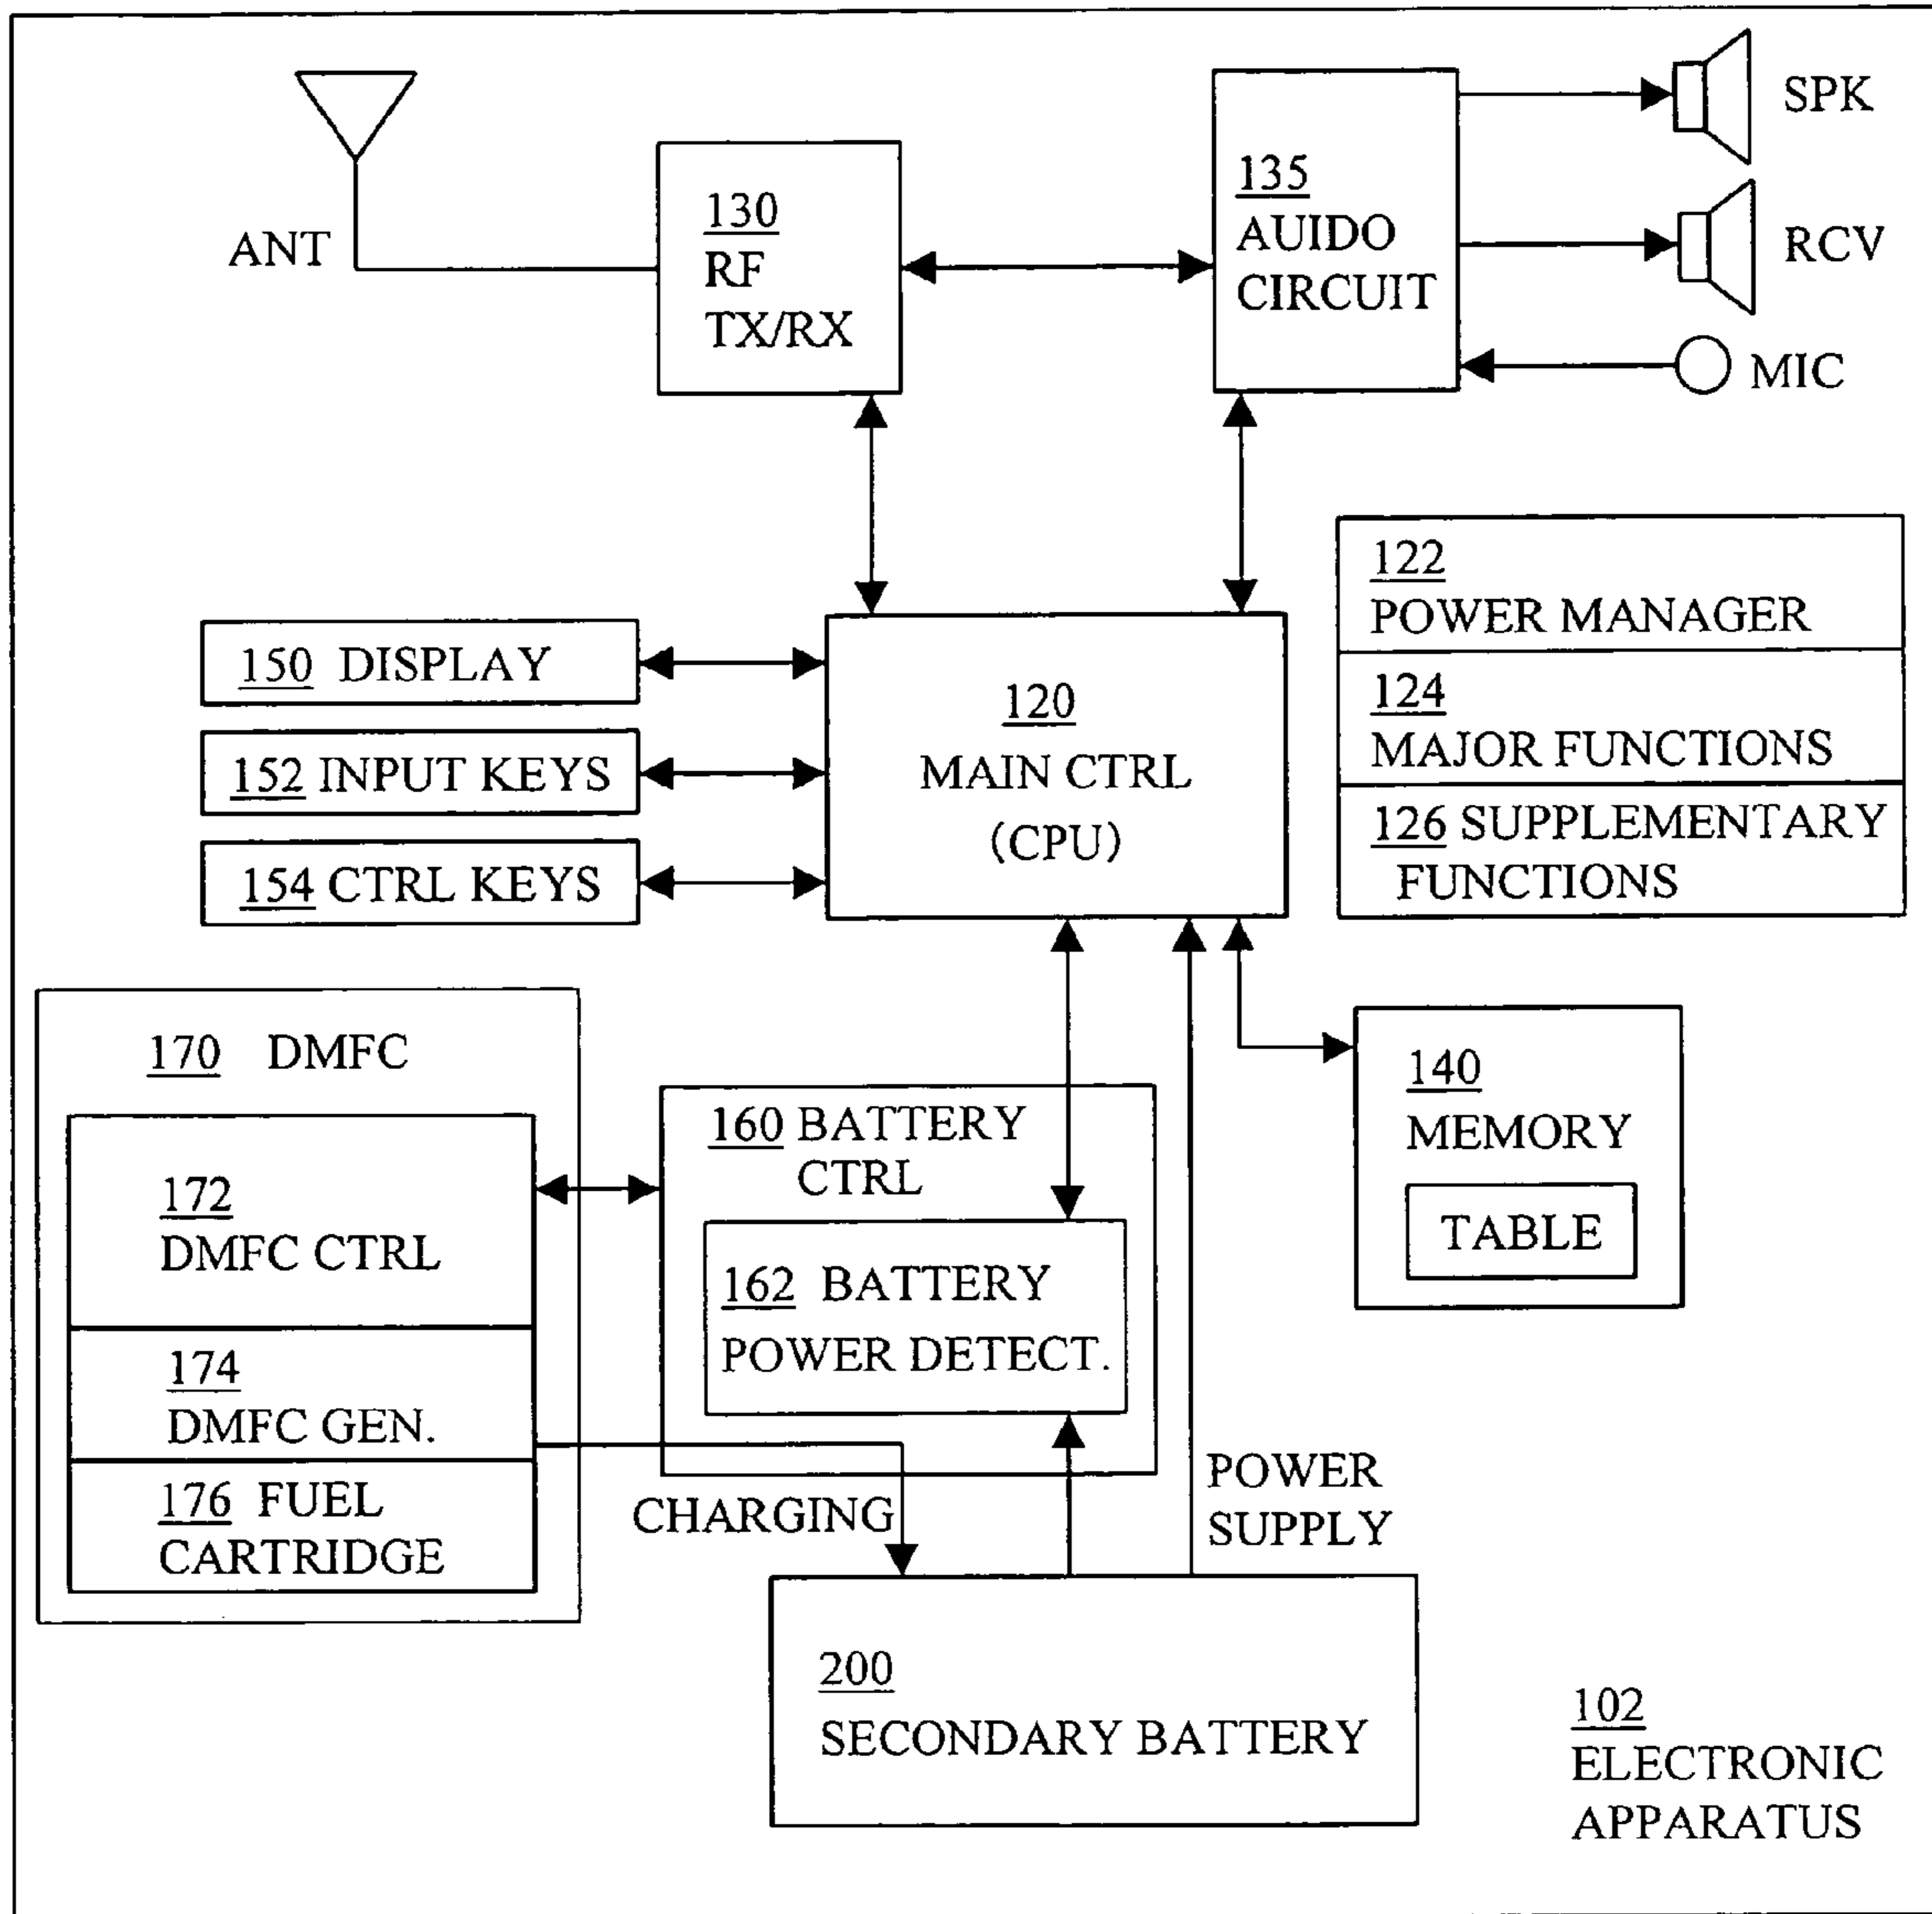 ANT
130
RF
TX/RX
135
AUIDO
CIRCUIT
SPK
RCV
MIC
122
POWER MANAGER
124
MAJOR FUNCTIONS
126 SUPPLEMENTARY
FUNCTIONS
150 DISPLAY
152 INPUT KEYS
154 CTRL KEYS
120
MAIN CTRL
(CPU)
170 DMFC
172
DMFC CTRL
174
DMFC GEN.
176 FUEL
CARTRIDGE
160 BATTERY
CTRL
162 BATTERY
POWER DETECT.
140
MEMORY
TABLE
CHARGING
POWER
SUPPLY
200
SECONDARY BATTERY
102
ELECTRONIC
APPARATUS